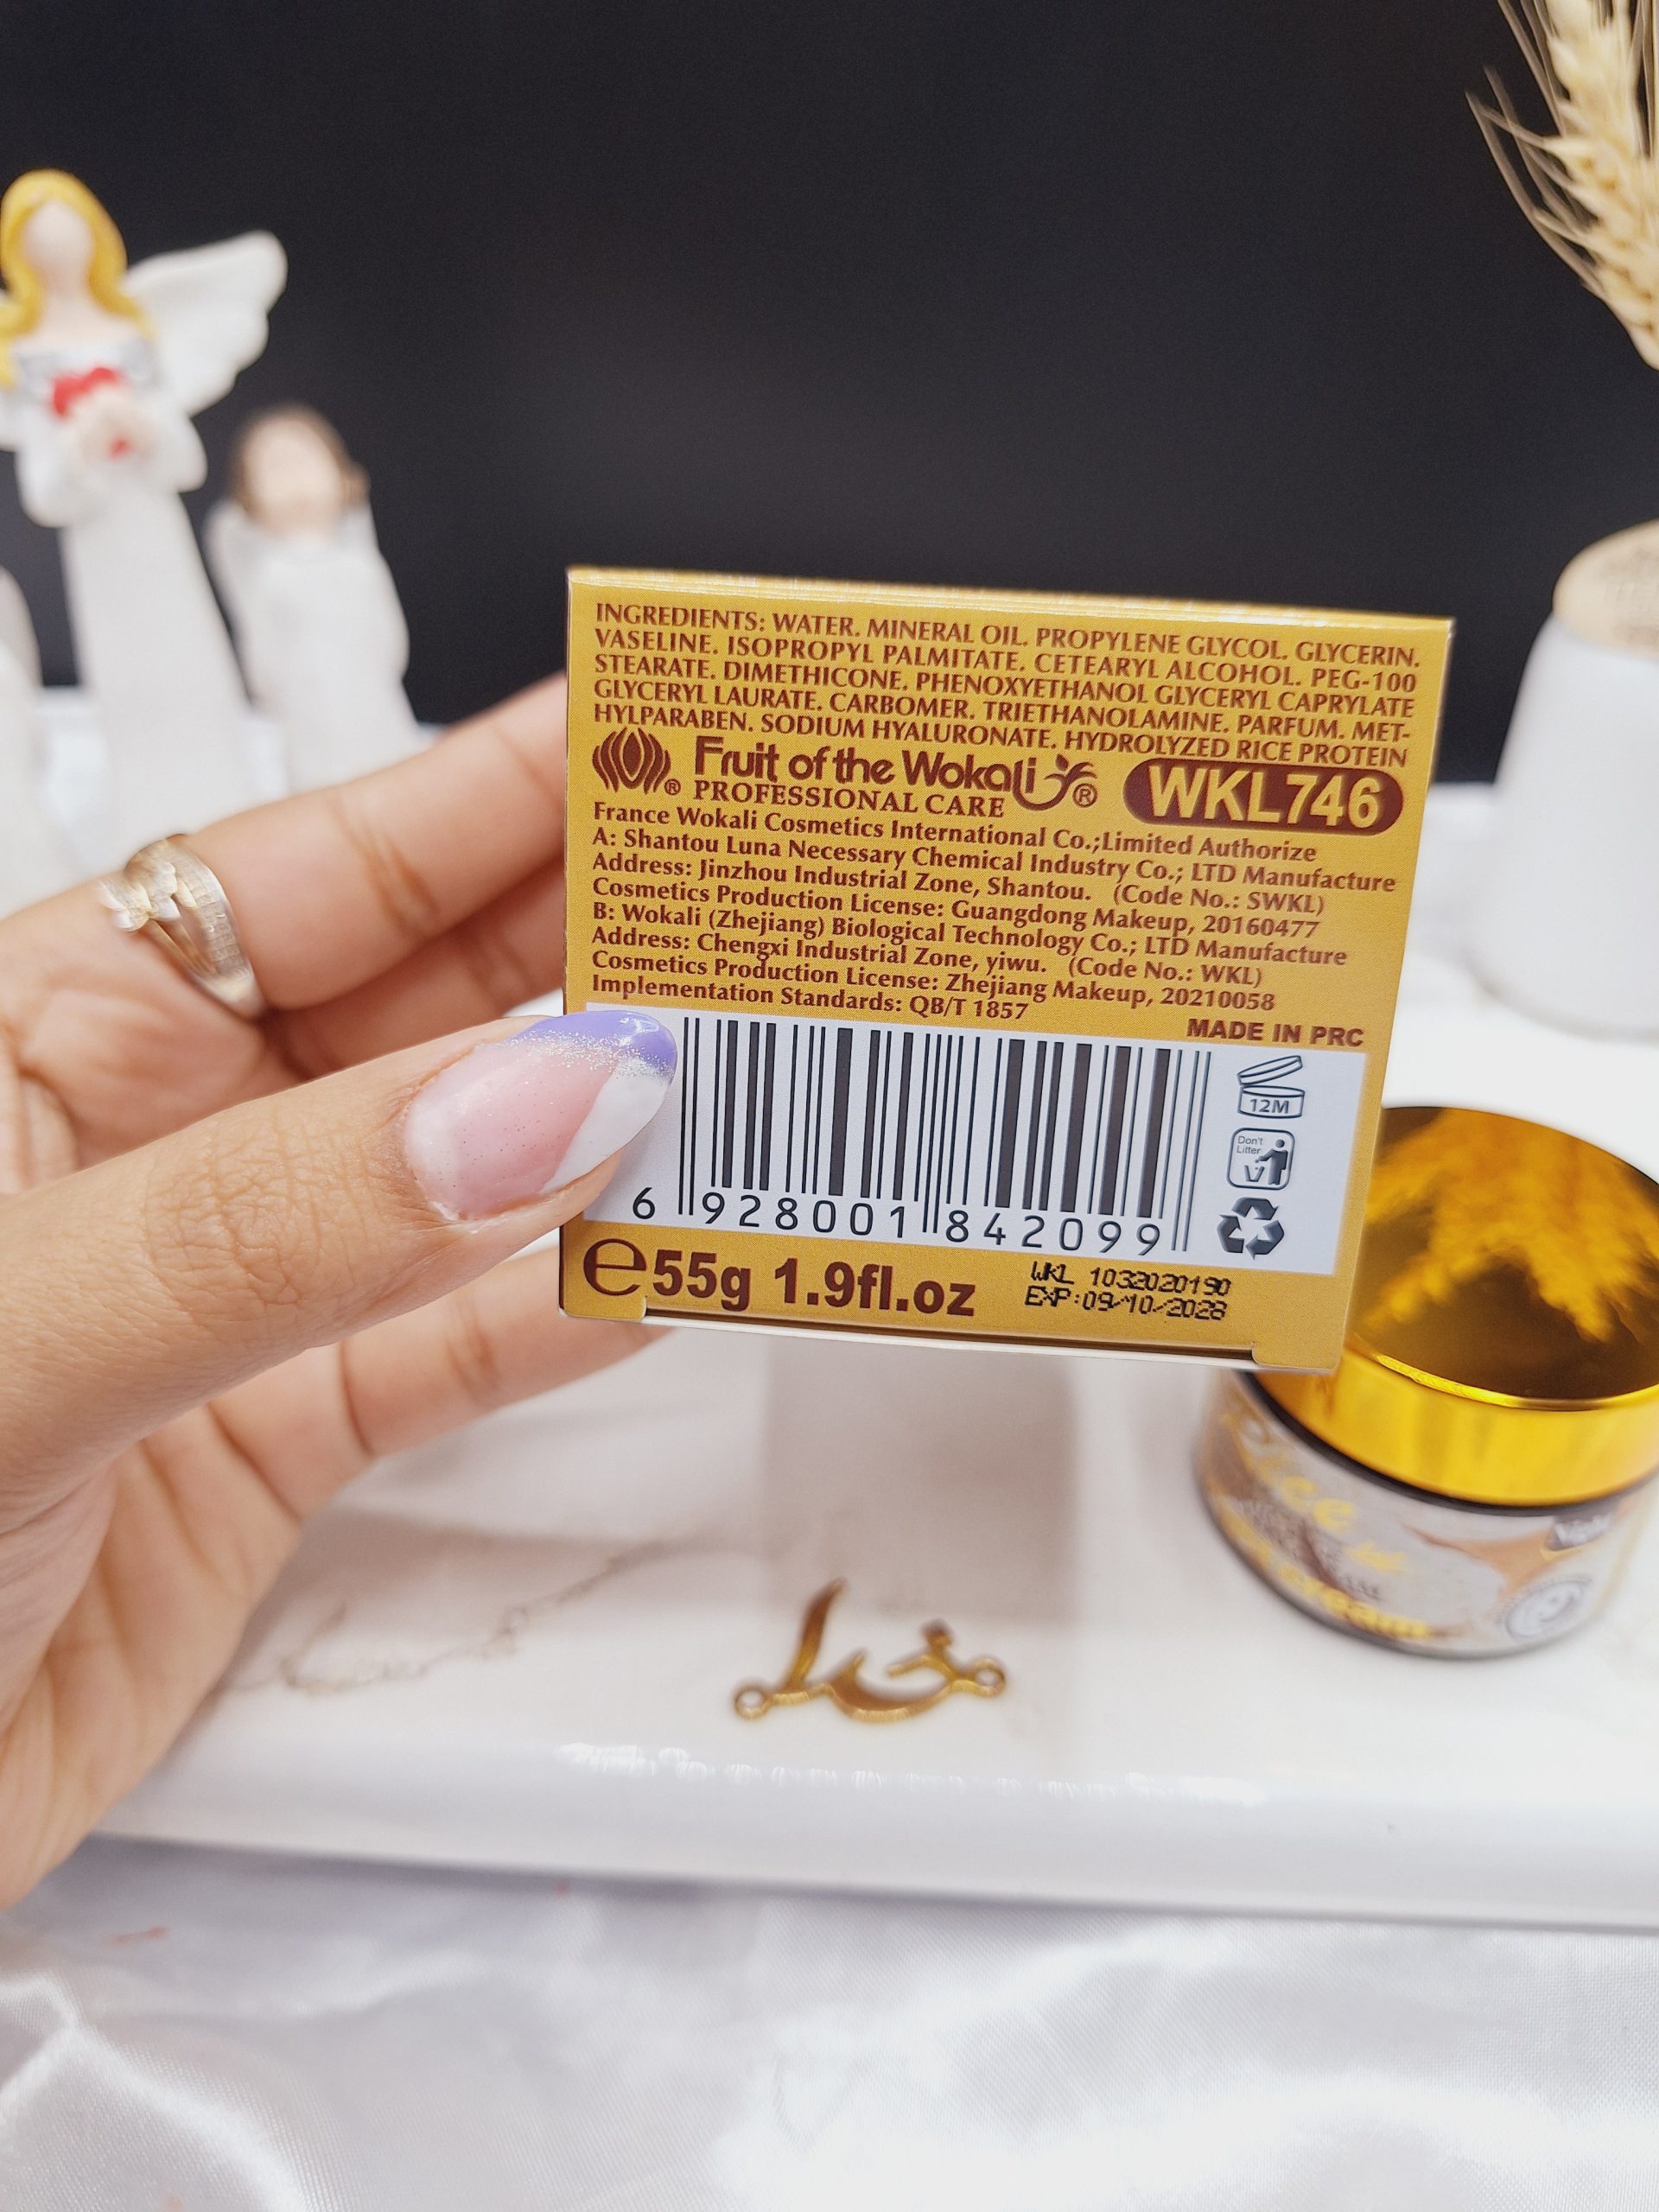 INGREDIENTS: WATER. MINERAL OIL. PROPYLENE GLYCOL. GLYCERIN.
VASELINE. ISOPROPYL PALMITATE. CETEARYL ALCOHOL. PEG-100
STEARATE. DIMETHICONE. PHENOXYETHANOL GLYCERYL CAPRYLATE
GLYCERYL LAURATE. CARBOMER. TRIETHANOLAMINE. PARFUM. MET-
HYLPARABEN. SODIUM HYALURONATE. HYDROLYZED RICE PROTEIN
® Fruit of the Wokali ®
PROFESSIONAL CARE
WKL746
France Wokali Cosmetics International Co.;Limited Authorize
A: Shantou Luna Necessary Chemical Industry Co.; LTD Manufacture
Address: Jinzhou Industrial Zone, Shantou. (Code No.: SWKL)
Cosmetics Production License: Guangdong Makeup, 20160477
B: Wokali (Zhejiang) Biological Technology Co.; LTD Manufacture
Address: Chengxi Industrial Zone, yiwu. (Code No.: WKL)
Cosmetics Production License: Zhejiang Makeup, 20210058
Implementation Standards: QB/T 1857
MADE IN PRC
12M
Don't
Litter
6 928001 842099
e 55g 1.9fl.oz
WKL 1032020190
EXP:09/10/2028
Rice
cream